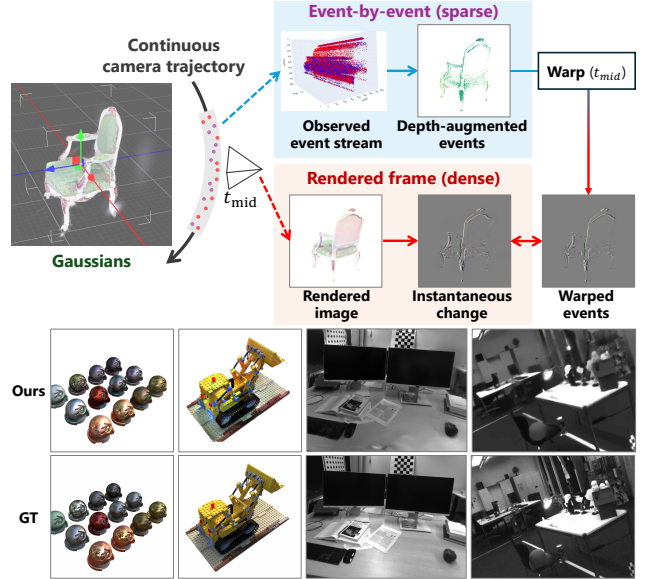 Event-by-event (sparse)
Continuous
camera trajectory
Observed
event stream
Depth-augmented
events
Warp (t_mid)
t_mid
Rendered frame (dense)
Gaussians
Rendered
image
Instantaneous
change
Warped
events
Ours
GT